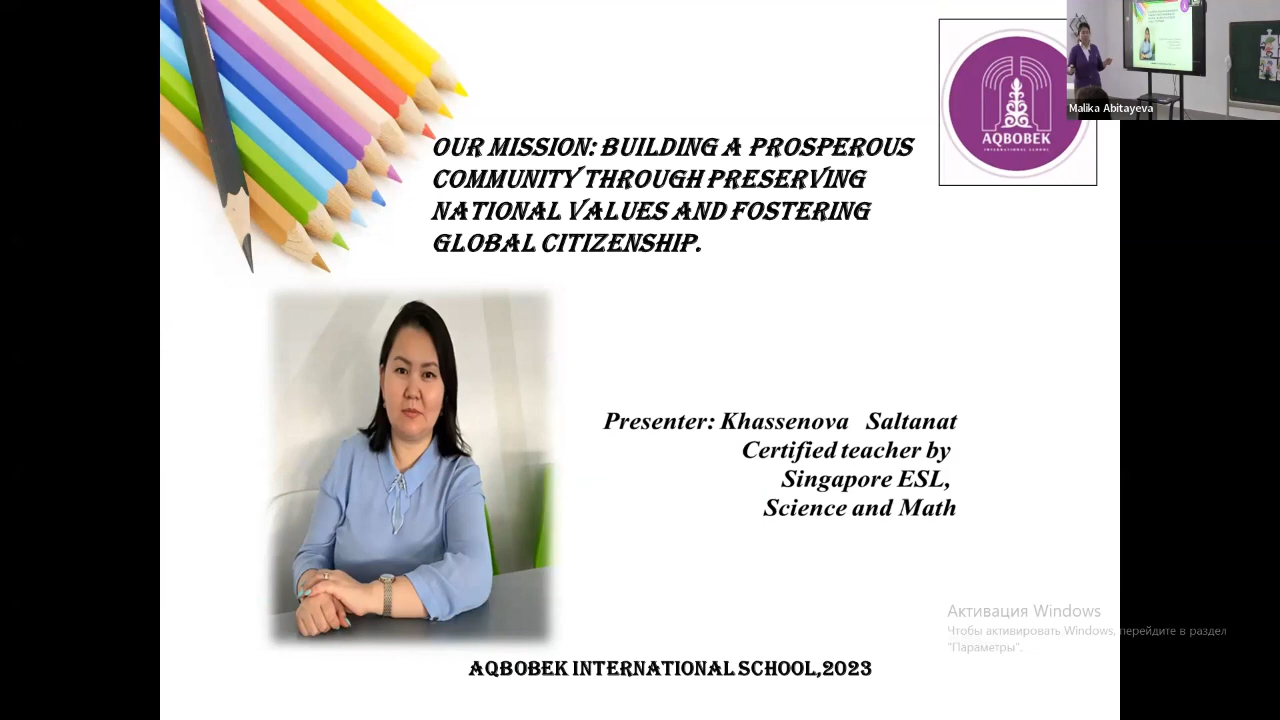 OUR MISSION: BUILDING A PROSPEROUS
COMMUNITY THROUGH PRESERVING
NATIONAL VALUES AND FOSTERING
GLOBAL CITIZENSHIP.
AQBOBEK
INTERNATIONAL SCHOOL
Malika Abitayeva
Presenter: Khassenova Saltanat
Certified teacher by
Singapore ESL,
Science and Math
Активация Windows
Чтобы активировать Windows, перейдите в раздел
"Параметры".
AQBOBEK INTERNATIONAL SCHOOL,2023